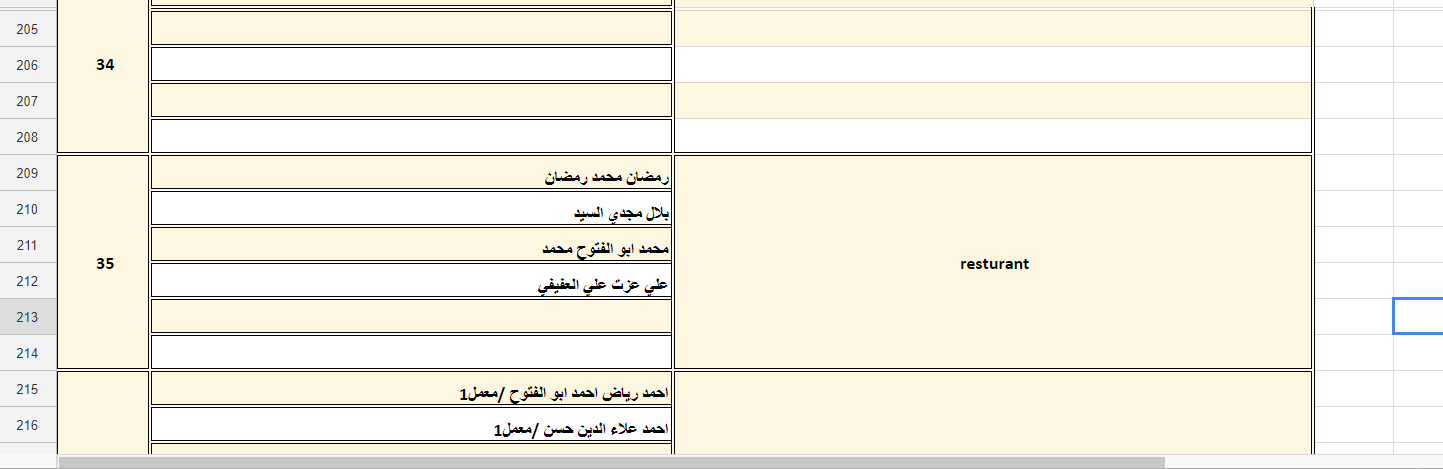 205
206
34
207
208
209
رمضان محمد رمضان
210
بلال مجدي السيد
211
محمد ابو الفتوح محمد
35
resturant
212
علي عزت علي العفيفي
213
214
215
احمد رياض احمد ابو الفتوح /معمل1
216
احمد علاء الدين حسن /معمل1